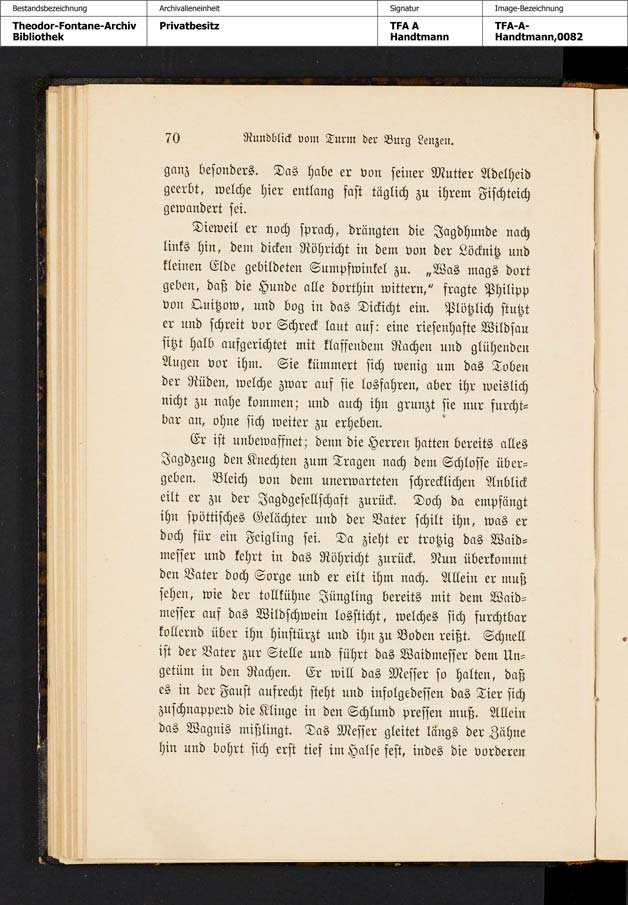 Bestandsbezeichnung
Theodor-Fontane-Archiv
Bibliothek
Archivalieneinheit
Privatbesitz
Signatur
TFA A
Handtmann
Image-Bezeichnung
TFA-A-
Handtmann,0082
70 Rundblick vom Turm der Burg Lenzen.
ganz besonders. Das habe er von seiner Mutter Adelheid
geerbt, welche hier entlang fast täglich zu ihrem Fischteich
gewandert sei.
Dieweil er noch sprach, drängten die Jagdhunde nach
links hin, dem dicken Röhricht in dem von der Löcknitz und
kleinen Elde gebildeten Sumpfwinkel zu. „Was mags dort
geben, daß die Hunde alle dorthin wittern,“ fragte Philipp
von Quitzow, und bog in das Dickicht ein. Plötzlich stutzt
er und schreit vor Schreck laut auf: eine riesenhafte Wildsau
sitzt halb aufgerichtet mit klaffendem Rachen und glühenden
Augen vor ihm. Sie kümmert sich wenig um das Toben
der Rüden, welche zwar auf sie losfahren, aber ihr weislich
nicht zu nahe kommen; und auch ihn grunzt sie nur furcht-
bar an, ohne sich weiter zu erheben.
Er ist unbewaffnet; denn die Herren hatten bereits alles
Jagdzeug den Knechten zum Tragen nach dem Schlosse über-
geben. Bleich von dem unerwarteten schrecklichen Anblick
eilt er zu der Jagdgesellschaft zurück. Doch da empfängt
ihn spöttisches Gelächter und der Vater schilt ihn, was er
doch für ein Feigling sei. Da zieht er trotzig das Waid-
messer und kehrt in das Röhricht zurück. Nun überkommt
den Vater doch Sorge und er eilt ihm nach. Allein er muß
sehen, wie der tollkühne Jüngling bereits mit dem Waid-
messer auf das Wildschwein lossticht, welches sich furchtbar
kollernd über ihn hinstürzt und ihn zu Boden reißt. Schnell
ist der Vater zur Stelle und führt das Waidmesser dem Un-
getüm in den Rachen. Er will das Messer so halten, daß
es in der Faust aufrecht steht und infolgedessen das Tier sich
zuschnappend die Klinge in den Schlund pressen muß. Allein
das Wagnis mißlingt. Das Messer gleitet längs der Zähne
hin und bohrt sich erst tief im Halse fest, indes die vorderen